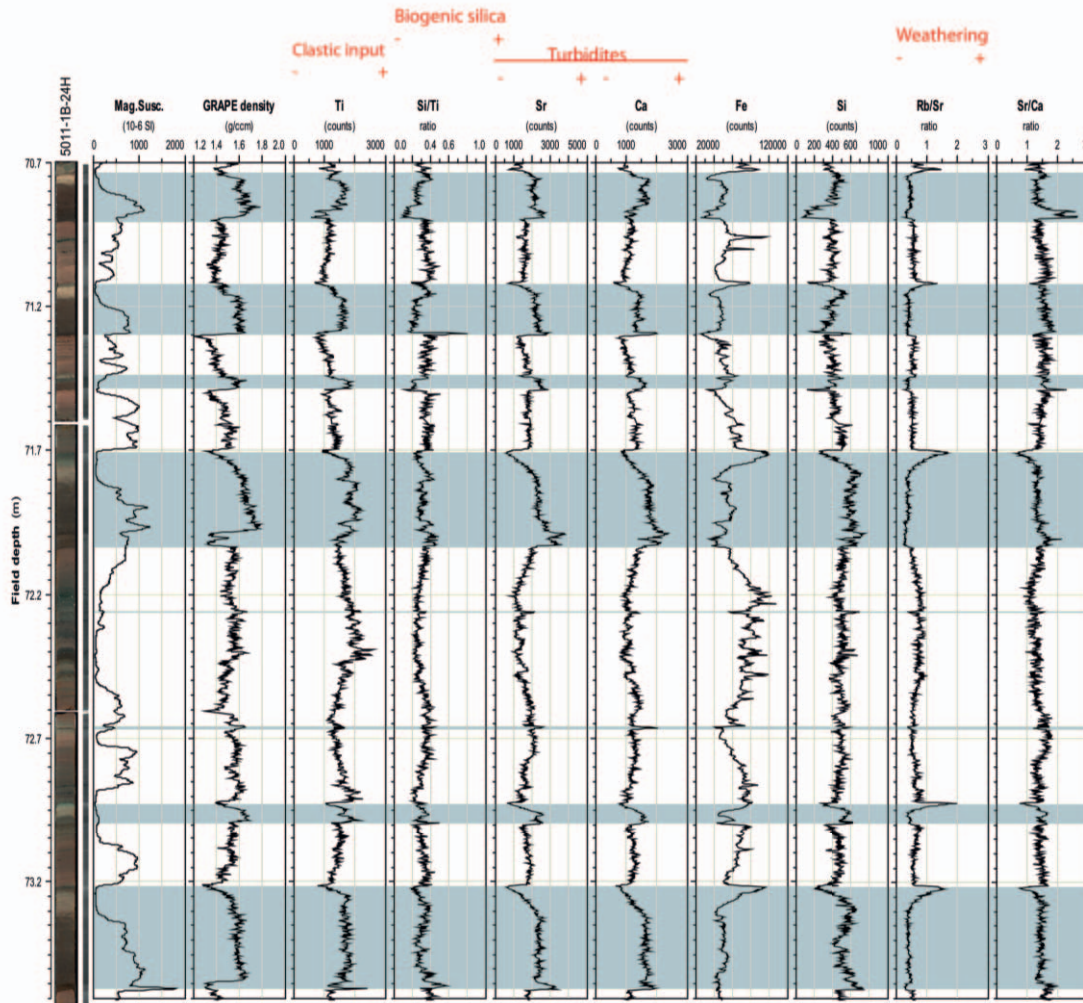 Biogenic silica
- +
Clastic input
- +
Turbidites
- + - +
Weathering
- +
5011-1B-24H
Mag.Susc. GRAPE density Ti Si/Ti Sr Ca Fe Si Rb/Sr Sr/Ca
(10-6 SI) (g/ccm) (counts) ratio (counts) (counts) (counts) (counts) ratio ratio
0 1000 2000 1.2 1.4 1.6 1.8 2.0 0 1000 3000 0.0 0.4 0.6 1.0 0 1000 3000 5000 0 1000 3000 20000 120000 0 200 400 600 1000 0 1 2 3 0 1 2
70.7
71.2
71.7
72.2
72.7
73.2
Field depth (m)